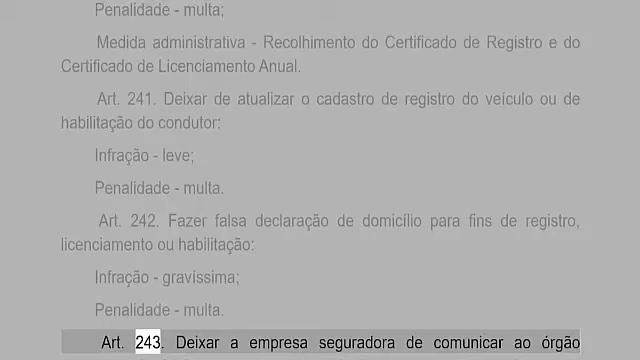 Penalidade - multa;
Medida administrativa - Recolhimento do Certificado de Registro e do
Certificado de Licenciamento Anual.
Art. 241. Deixar de atualizar o cadastro de registro do veículo ou de
habilitação do condutor:
Infração - leve;
Penalidade - multa.
Art. 242. Fazer falsa declaração de domicílio para fins de registro,
licenciamento ou habilitação:
Infração - gravíssima;
Penalidade - multa.
Art. 243. Deixar a empresa seguradora de comunicar ao órgão